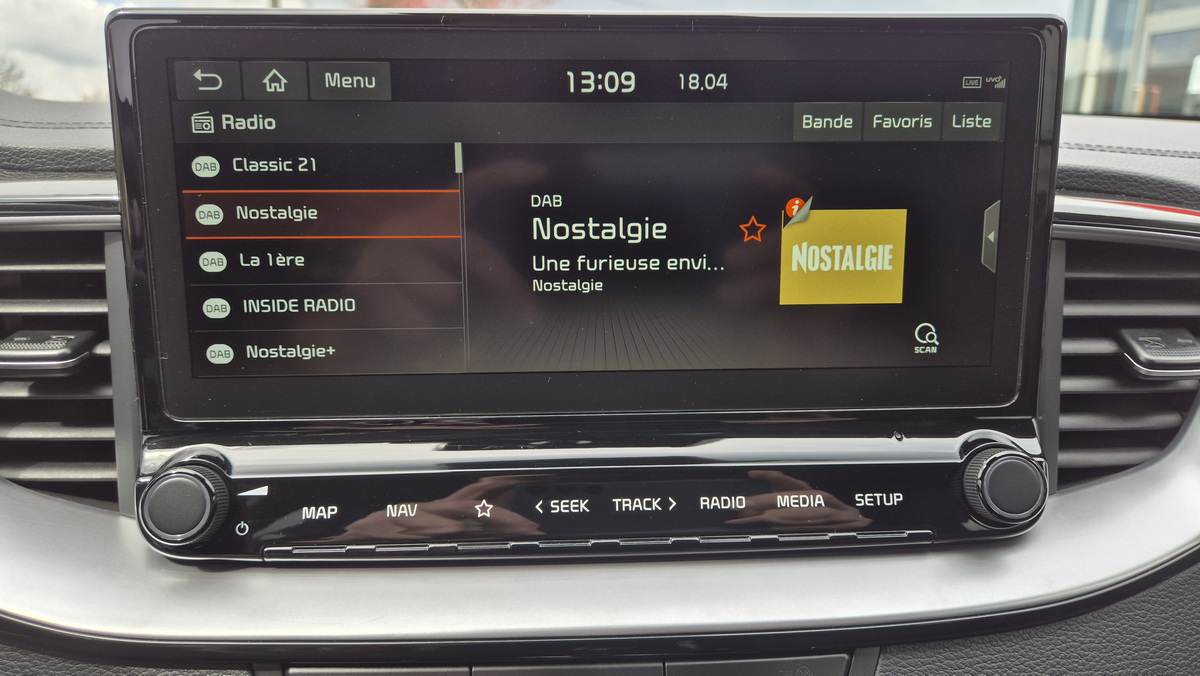 Menu 13:09 18.04 LIVE UVO
Radio Bande Favoris Liste
DAB Classic 21
DAB Nostalgie
DAB La 1ère
DAB INSIDE RADIO
DAB Nostalgie+
DAB
Nostalgie
Une furieuse envi...
Nostalgie
i
NOSTALGIE
SCAN
MAP NAV < SEEK TRACK > RADIO MEDIA SETUP